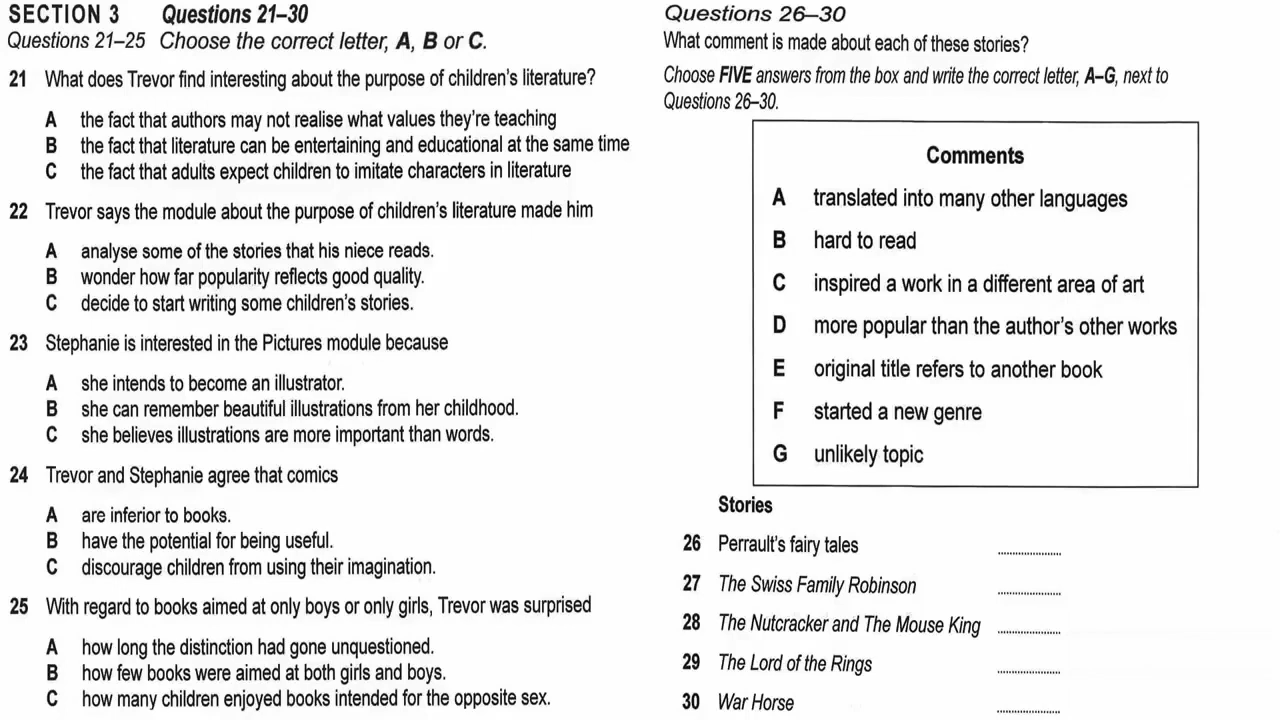 SECTION 3 Questions 21–30
Questions 21–25 Choose the correct letter, A, B or C.
21 What does Trevor find interesting about the purpose of children's literature?
A the fact that authors may not realise what values they're teaching
B the fact that literature can be entertaining and educational at the same time
C the fact that adults expect children to imitate characters in literature
22 Trevor says the module about the purpose of children's literature made him
A analyse some of the stories that his niece reads.
B wonder how far popularity reflects good quality.
C decide to start writing some children's stories.
23 Stephanie is interested in the Pictures module because
A she intends to become an illustrator.
B she can remember beautiful illustrations from her childhood.
C she believes illustrations are more important than words.
24 Trevor and Stephanie agree that comics
A are inferior to books.
B have the potential for being useful.
C discourage children from using their imagination.
25 With regard to books aimed at only boys or only girls, Trevor was surprised
A how long the distinction had gone unquestioned.
B how few books were aimed at both girls and boys.
C how many children enjoyed books intended for the opposite sex.
Questions 26–30
What comment is made about each of these stories?
Choose FIVE answers from the box and write the correct letter, A–G, next to
Questions 26–30.
Comments
A translated into many other languages
B hard to read
C inspired a work in a different area of art
D more popular than the author's other works
E original title refers to another book
F started a new genre
G unlikely topic
Stories
26 Perrault's fairy tales ......................
27 The Swiss Family Robinson ......................
28 The Nutcracker and The Mouse King ......................
29 The Lord of the Rings ......................
30 War Horse ......................